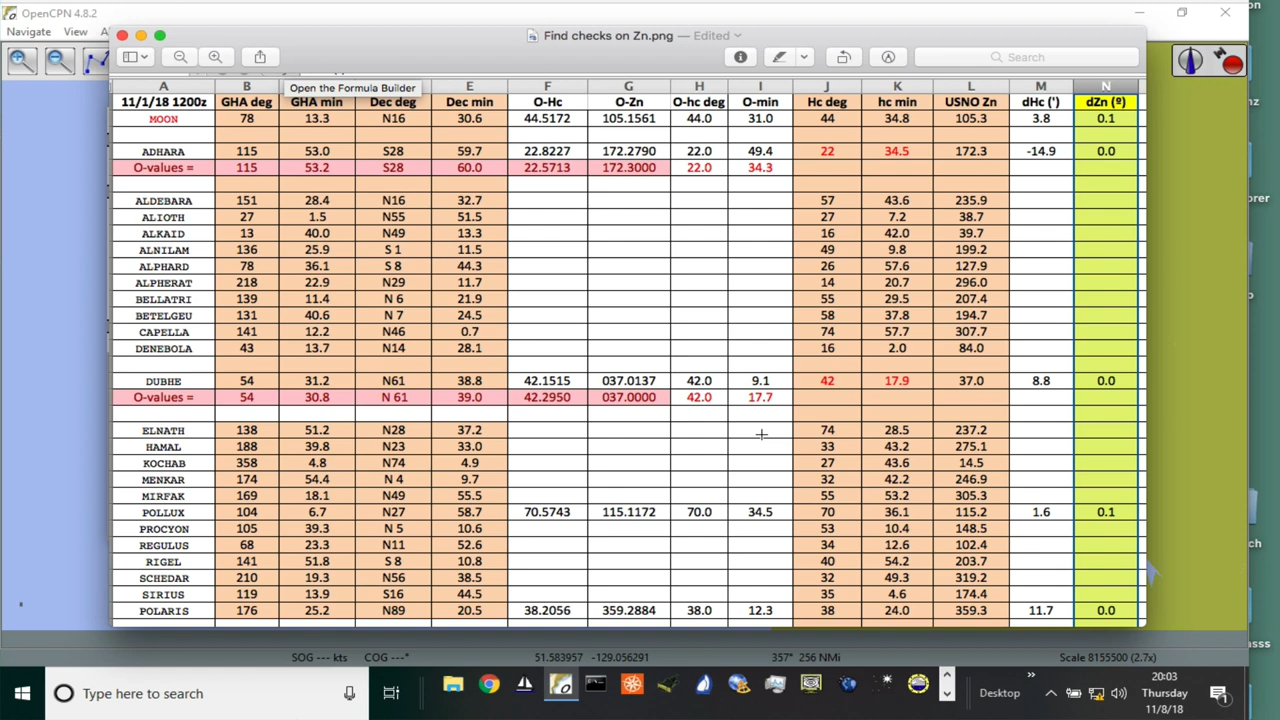 OpenCPN 4.8.2
Navigate View
Find checks on Zn.png — Edited
Search
Open the Formula Builder
A B C D E F G H I J K L M N
11/1/18 1200z GHA deg GHA min Dec deg Dec min O-Hc O-Zn O-hc deg O-min Hc deg hc min USNO Zn dHc (') dZn (º)
MOON 78 13.3 N16 30.6 44.5172 105.1561 44.0 31.0 44 34.8 105.3 3.8 0.1
ADHARA 115 53.0 S28 59.7 22.8227 172.2790 22.0 49.4 22 34.5 172.3 -14.9 0.0
O-values = 115 53.2 S28 60.0 22.5713 172.3000 22.0 34.3
ALDEBARA 151 28.4 N16 32.7 57 43.6 235.9
ALIOTH 27 1.5 N55 51.5 27 7.2 38.7
ALKAID 13 40.0 N49 13.3 16 42.0 39.7
ALNILAM 136 25.9 S 1 11.5 49 9.8 199.2
ALPHARD 78 36.1 S 8 44.3 26 57.6 127.9
ALPHERAT 218 22.9 N29 11.7 14 20.7 296.0
BELLATRI 139 11.4 N 6 21.9 55 29.5 207.4
BETELGEU 131 40.6 N 7 24.5 58 37.8 194.7
CAPELLA 141 12.2 N46 0.7 74 57.7 307.7
DENEBOLA 43 13.7 N14 28.1 16 2.0 84.0
DUBHE 54 31.2 N61 38.8 42.1515 037.0137 42.0 9.1 42 17.9 37.0 8.8 0.0
O-values = 54 30.8 N 61 39.0 42.2950 037.0000 42.0 17.7
ELNATH 138 51.2 N28 37.2 74 28.5 237.2
HAMAL 188 39.8 N23 33.0 33 43.2 275.1
KOCHAB 358 4.8 N74 4.9 27 43.6 14.5
MENKAR 174 54.4 N 4 9.7 32 42.2 246.9
MIRFAK 169 18.1 N49 55.5 55 53.2 305.3
POLLUX 104 6.7 N27 58.7 70.5743 115.1172 70.0 34.5 70 36.1 115.2 1.6 0.1
PROCYON 105 39.3 N 5 10.6 53 10.4 148.5
REGULUS 68 23.3 N11 52.6 34 12.6 102.4
RIGEL 141 51.8 S 8 10.8 40 54.2 203.7
SCHEDAR 210 19.3 N56 38.5 32 49.3 319.2
SIRIUS 119 13.9 S16 44.5 35 4.6 174.4
POLARIS 176 25.2 N89 20.5 38.2056 359.2884 38.0 12.3 38 24.0 359.3 11.7 0.0
SOG --- kts COG ---° 51.583957 -129.056291 357° 256 NMi Scale 8155500 (2.7x)
Type here to search
Desktop
20:03
Thursday
11/8/18
1